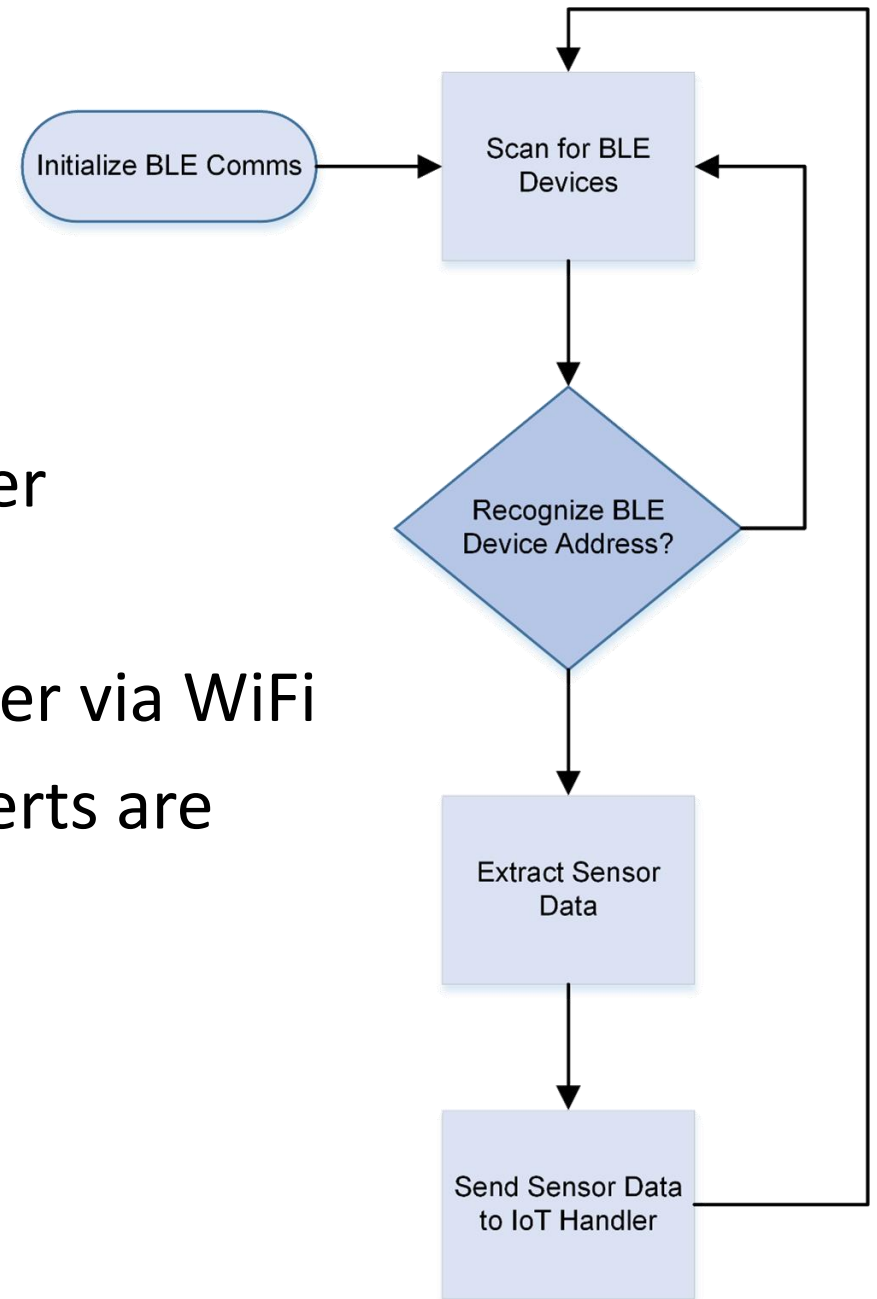 Initialize BLE Comms
Scan for BLE
Devices
Recognize BLE
Device Address?
Extract Sensor
Data
Send Sensor Data
to IoT Handler
er
er via WiFi
erts are